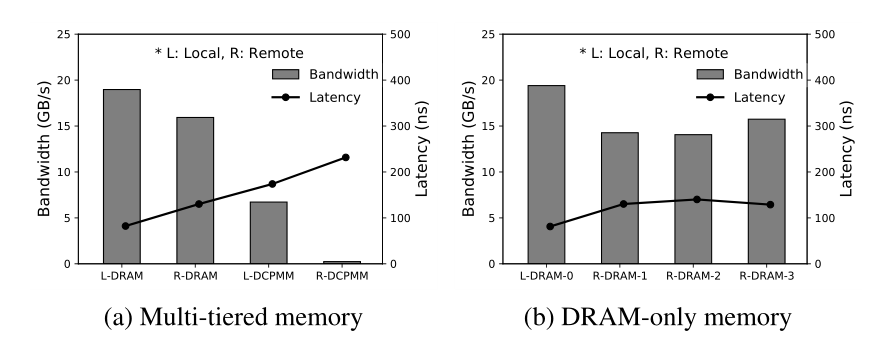 * L: Local, R: Remote
Bandwidth
Latency
Bandwidth (GB/s)
25
20
15
10
5
0
Latency (ns)
500
400
300
200
100
0
L-DRAM R-DRAM L-DCPMM R-DCPMM
(a) Multi-tiered memory
* L: Local, R: Remote
Bandwidth
Latency
Bandwidth (GB/s)
25
20
15
10
5
0
Latency (ns)
500
400
300
200
100
0
L-DRAM-0 R-DRAM-1 R-DRAM-2 R-DRAM-3
(b) DRAM-only memory